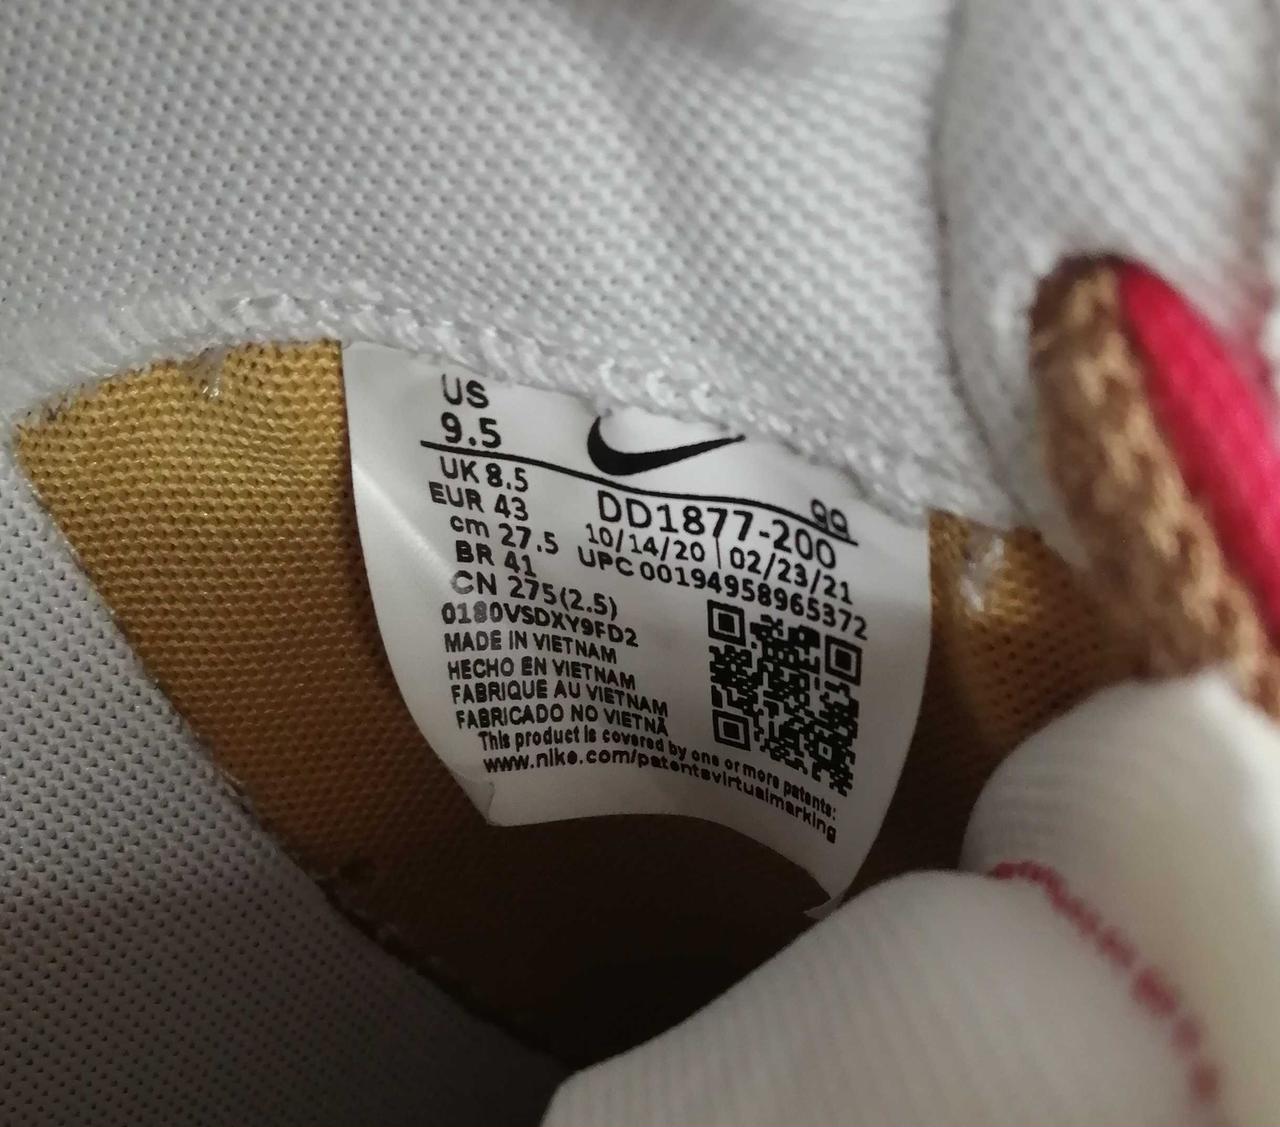 US
9.5
QQ
UK 8.5
EUR 43
cm 27.5
BR 41
CN 275(2.5)
DD1877-200
10/14/20 | 02/23/21
UPC 00194958965372
0180VSDXY9FD2
MADE IN VIETNAM
HECHO EN VIETNAM
FABRIQUE AU VIETNAM
FABRICADO NO VIETNÃ
This product is covered by one or more patents:
www.nike.com/patentsvirtualmarking